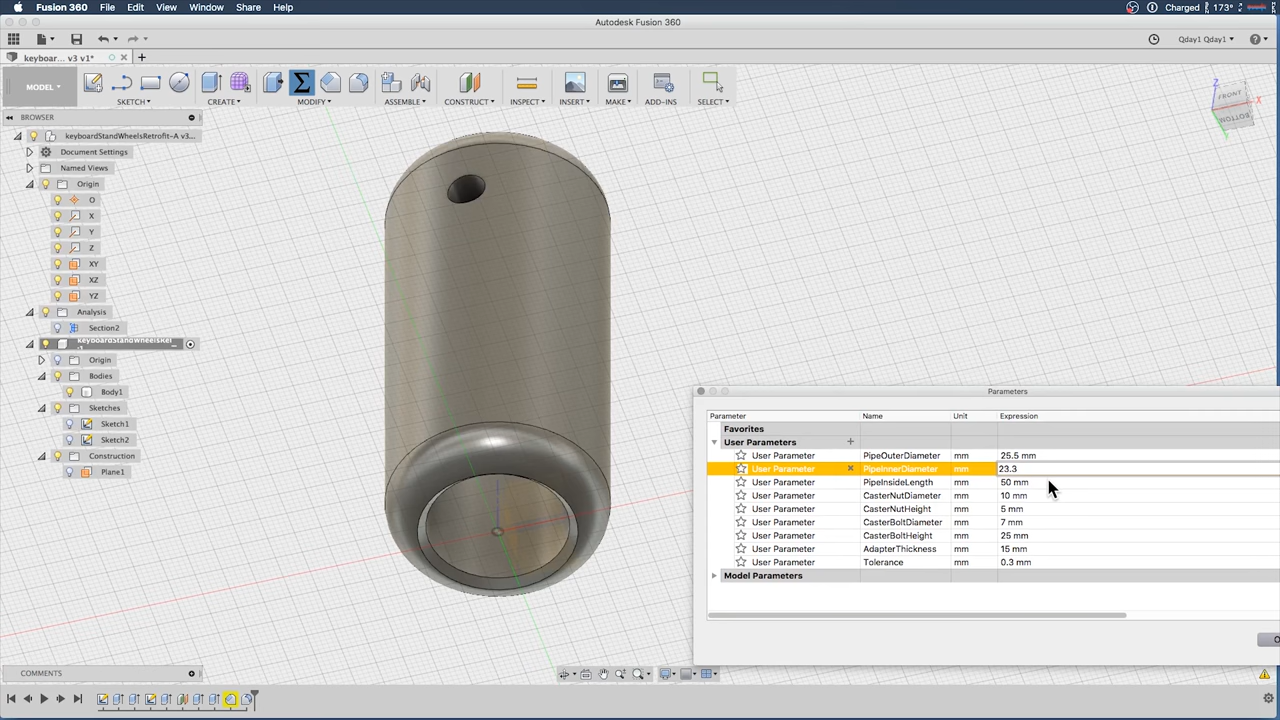 Fusion 360 File Edit View Window Share Help Charged 173°
Autodesk Fusion 360
Qday1 Qday1
keyboar... v3 v1*
MODEL
SKETCH CREATE MODIFY ASSEMBLE CONSTRUCT INSPECT INSERT MAKE ADD-INS SELECT
Z
FRONT
X
BOTTOM
BROWSER
keyboardStandWheelsRetrofit-A v3...
Document Settings
Named Views
Origin
O
X
Y
Z
XY
XZ
YZ
Analysis
Section2
Origin
Bodies
Body1
Sketches
Sketch1
Sketch2
Construction
Plane1
Parameters
Parameter Name Unit Expression
Favorites
User Parameters
User Parameter PipeOuterDiameter mm 25.5 mm
User Parameter PipeInnerDiameter mm 23.3
User Parameter PipeInsideLength mm 50 mm
User Parameter CasterNutDiameter mm 10 mm
User Parameter CasterNutHeight mm 5 mm
User Parameter CasterBoltDiameter mm 7 mm
User Parameter CasterBoltHeight mm 25 mm
User Parameter AdapterThickness mm 15 mm
User Parameter Tolerance mm 0.3 mm
Model Parameters
COMMENTS